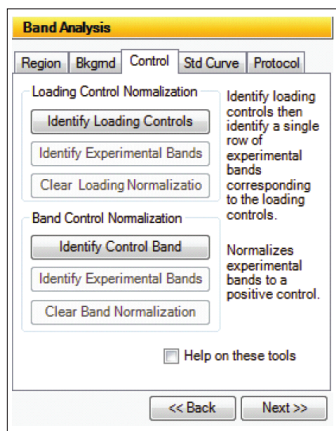 Band Analysis
Region
Bkgrnd
Control
Std Curve
Protocol
Loading Control Normalization
Identify Loading Controls
Identify Experimental Bands
Clear Loading Normalizatio
Identify loading
controls then
identify a single
row of
experimental
bands
corresponding
to the loading
controls.
Band Control Normalization
Identify Control Band
Identify Experimental Bands
Clear Band Normalization
Normalizes
experimental
bands to a
positive control.
Help on these tools
<< Back
Next >>